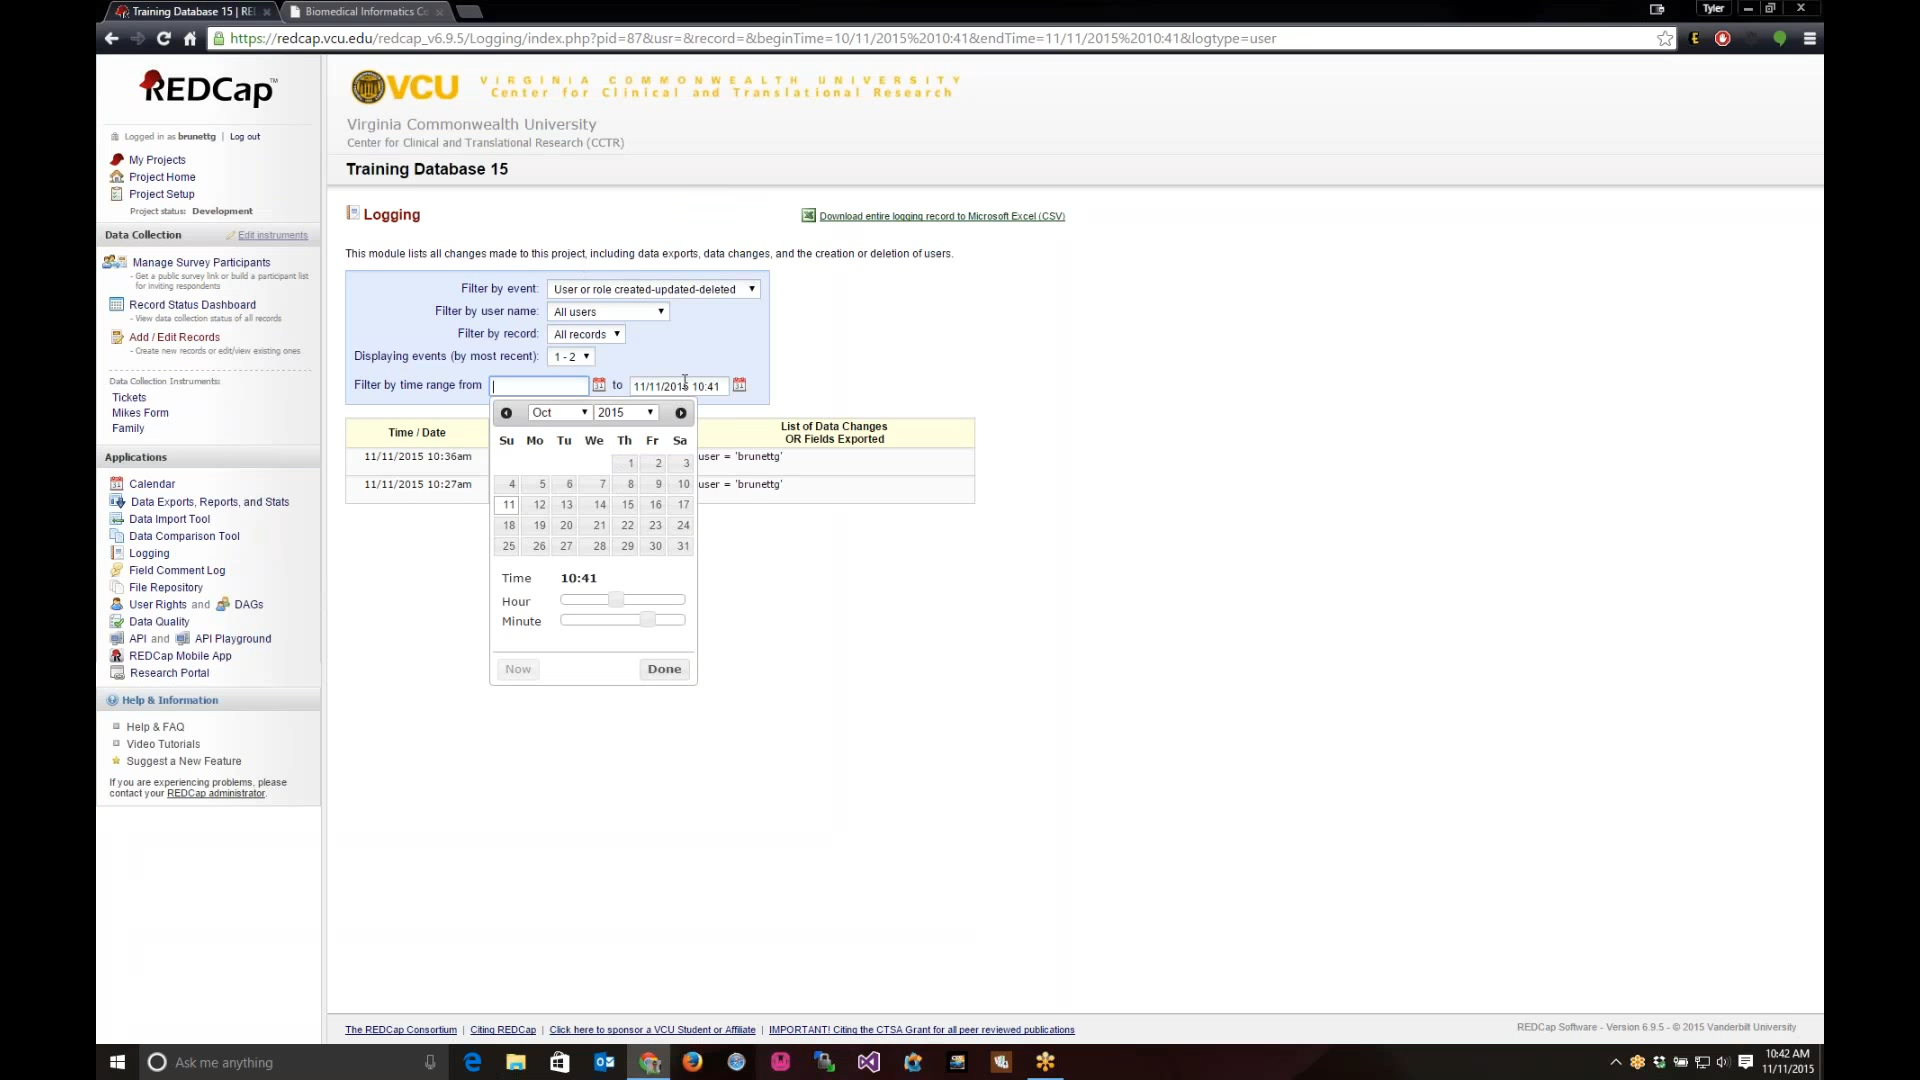 Training Database 15 | RE
Biomedical Informatics Co
Tyler
https://redcap.vcu.edu/redcap_v6.9.5/Logging/index.php?pid=87&usr=&record=&beginTime=10/11/2015%2010:41&endTime=11/11/2015%2010:41&logtype=user
REDCap™
Logged in as brunettg | Log out
My Projects
Project Home
Project Setup
Project status: Development
Data Collection Edit instruments
Manage Survey Participants
- Get a public survey link or build a participant list
for inviting respondents
Record Status Dashboard
- View data collection status of all records
Add / Edit Records
- Create new records or edit/view existing ones
Data Collection Instruments:
Tickets
Mikes Form
Family
Applications
Calendar
Data Exports, Reports, and Stats
Data Import Tool
Data Comparison Tool
Logging
Field Comment Log
File Repository
User Rights and DAGs
Data Quality
API and API Playground
REDCap Mobile App
Research Portal
Help & Information
Help & FAQ
Video Tutorials
Suggest a New Feature
If you are experiencing problems, please
contact your REDCap administrator.
VCU VIRGINIA COMMONWEALTH UNIVERSITY
Center for Clinical and Translational Research
Virginia Commonwealth University
Center for Clinical and Translational Research (CCTR)
Training Database 15
Logging
Download entire logging record to Microsoft Excel (CSV)
This module lists all changes made to this project, including data exports, data changes, and the creation or deletion of users.
Filter by event: User or role created-updated-deleted
Filter by user name: All users
Filter by record: All records
Displaying events (by most recent): 1 - 2
Filter by time range from to 11/11/2015 10:41
Oct 2015
Su Mo Tu We Th Fr Sa
1 2 3
4 5 6 7 8 9 10
11 12 13 14 15 16 17
18 19 20 21 22 23 24
25 26 27 28 29 30 31
Time 10:41
Hour
Minute
Now Done
Time / Date
List of Data Changes
OR Fields Exported
11/11/2015 10:36am user = 'brunettg'
11/11/2015 10:27am user = 'brunettg'
The REDCap Consortium | Citing REDCap | Click here to sponsor a VCU Student or Affiliate | IMPORTANT! Citing the CTSA Grant for all peer reviewed publications
REDCap Software - Version 6.9.5 - © 2015 Vanderbilt University
Ask me anything
10:42 AM
11/11/2015